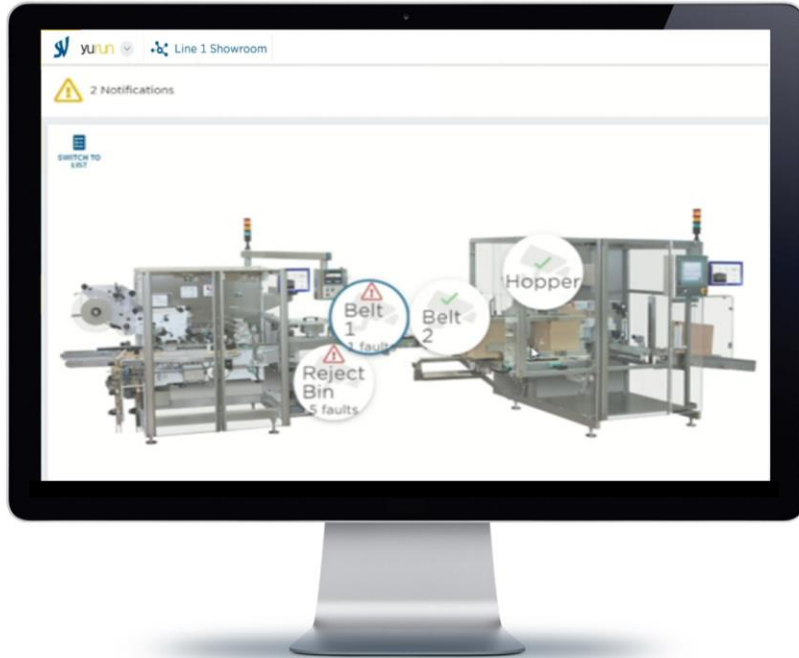 yurun
Line 1 Showroom
2 Notifications
SWITCH TO
LIST
Hopper
Belt
1
1 faults
Belt
2
Reject
Bin
5 faults